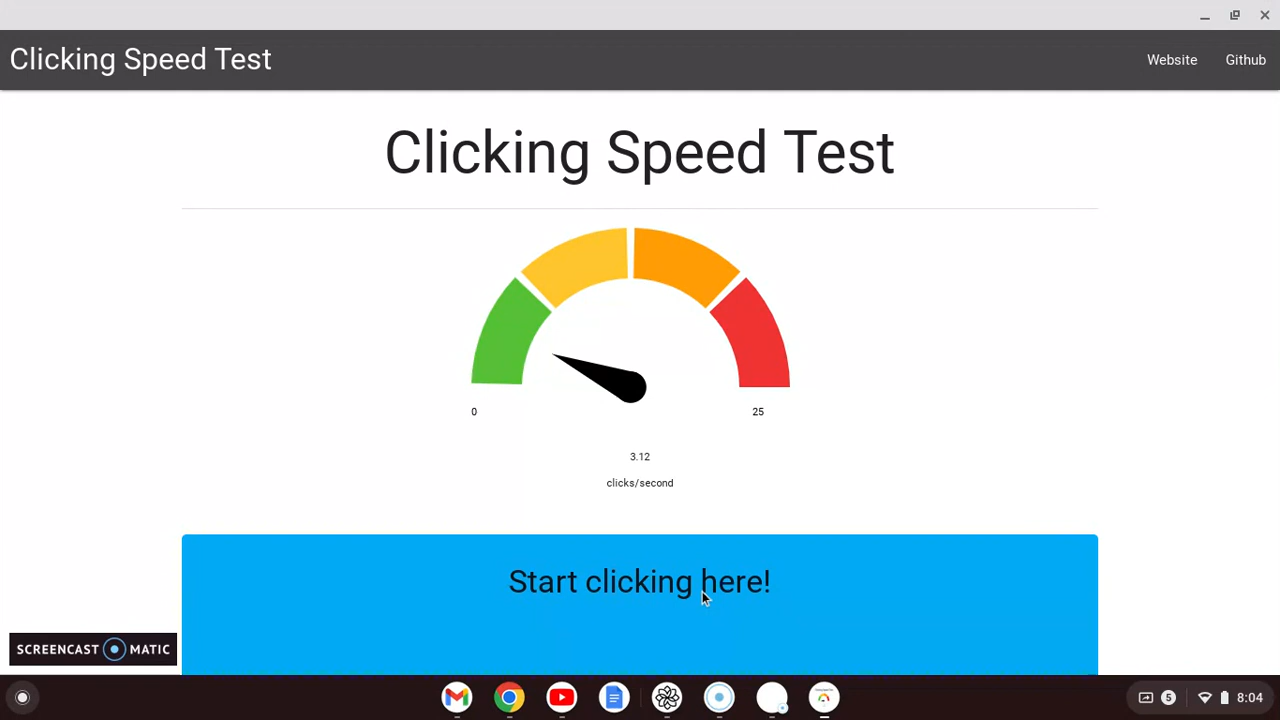 Clicking Speed Test
Website
Github
Clicking Speed Test
0
25
3.12
clicks/second
Start clicking here!
SCREENCAST MATIC
5
8:04